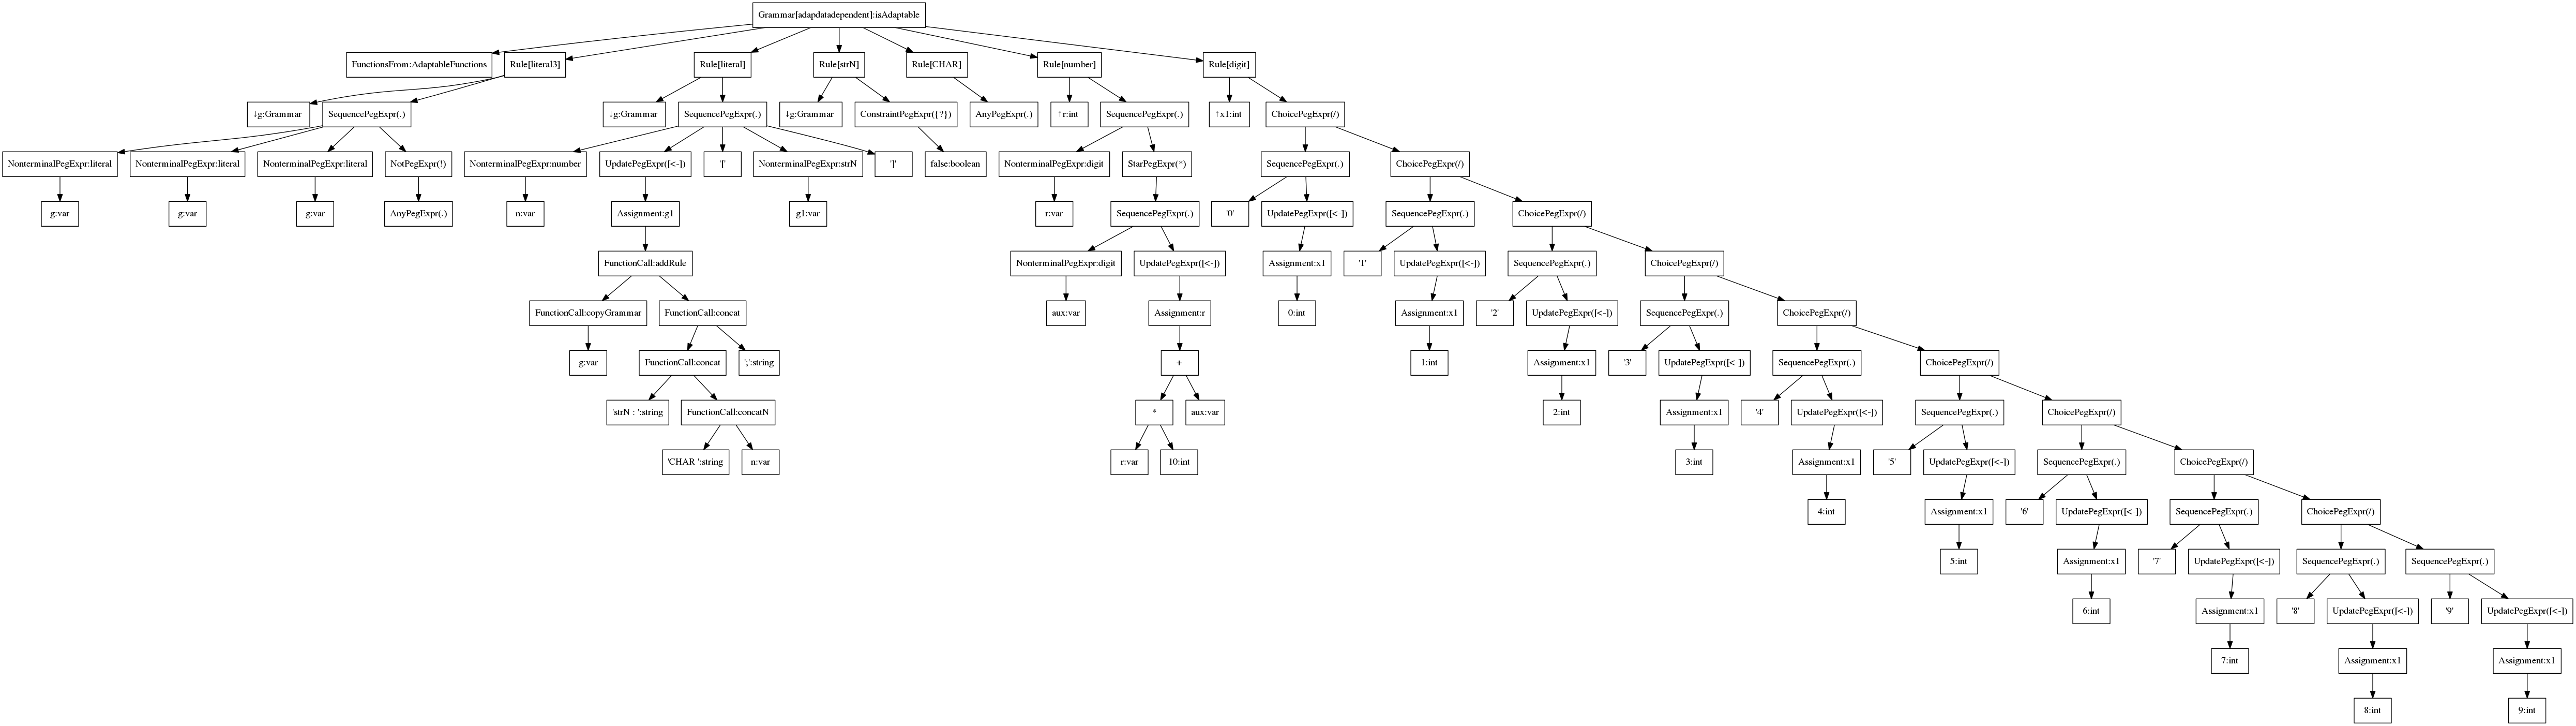 Grammar[adapdatadependent]:isAdaptable
FunctionsFrom:AdaptableFunctions
Rule[literal3]
Rule[literal]
Rule[strN]
Rule[CHAR]
Rule[number]
Rule[digit]
↓g:Grammar
SequencePegExpr(.)
↓g:Grammar
SequencePegExpr(.)
↓g:Grammar
ConstraintPegExpr({?})
AnyPegExpr(.)
↑r:int
SequencePegExpr(.)
↑x1:int
ChoicePegExpr(/)
NonterminalPegExpr:literal
NonterminalPegExpr:literal
NonterminalPegExpr:literal
NotPegExpr(!)
NonterminalPegExpr:number
UpdatePegExpr([<-])
'['
NonterminalPegExpr:strN
']'
false:boolean
NonterminalPegExpr:digit
StarPegExpr(*)
SequencePegExpr(.)
ChoicePegExpr(/)
g:var
g:var
g:var
AnyPegExpr(.)
n:var
Assignment:g1
g1:var
r:var
SequencePegExpr(.)
'0'
UpdatePegExpr([<-])
SequencePegExpr(.)
ChoicePegExpr(/)
FunctionCall:addRule
NonterminalPegExpr:digit
UpdatePegExpr([<-])
Assignment:x1
'1'
UpdatePegExpr([<-])
SequencePegExpr(.)
ChoicePegExpr(/)
FunctionCall:copyGrammar
FunctionCall:concat
aux:var
Assignment:r
0:int
Assignment:x1
'2'
UpdatePegExpr([<-])
SequencePegExpr(.)
ChoicePegExpr(/)
g:var
FunctionCall:concat
';':string
+
1:int
Assignment:x1
'3'
UpdatePegExpr([<-])
SequencePegExpr(.)
ChoicePegExpr(/)
'strN : ':string
FunctionCall:concatN
*
aux:var
2:int
Assignment:x1
'4'
UpdatePegExpr([<-])
SequencePegExpr(.)
ChoicePegExpr(/)
'CHAR ':string
n:var
r:var
10:int
3:int
Assignment:x1
'5'
UpdatePegExpr([<-])
SequencePegExpr(.)
ChoicePegExpr(/)
4:int
Assignment:x1
'6'
UpdatePegExpr([<-])
SequencePegExpr(.)
ChoicePegExpr(/)
5:int
Assignment:x1
'7'
UpdatePegExpr([<-])
SequencePegExpr(.)
SequencePegExpr(.)
6:int
Assignment:x1
'8'
UpdatePegExpr([<-])
'9'
UpdatePegExpr([<-])
7:int
Assignment:x1
Assignment:x1
8:int
9:int